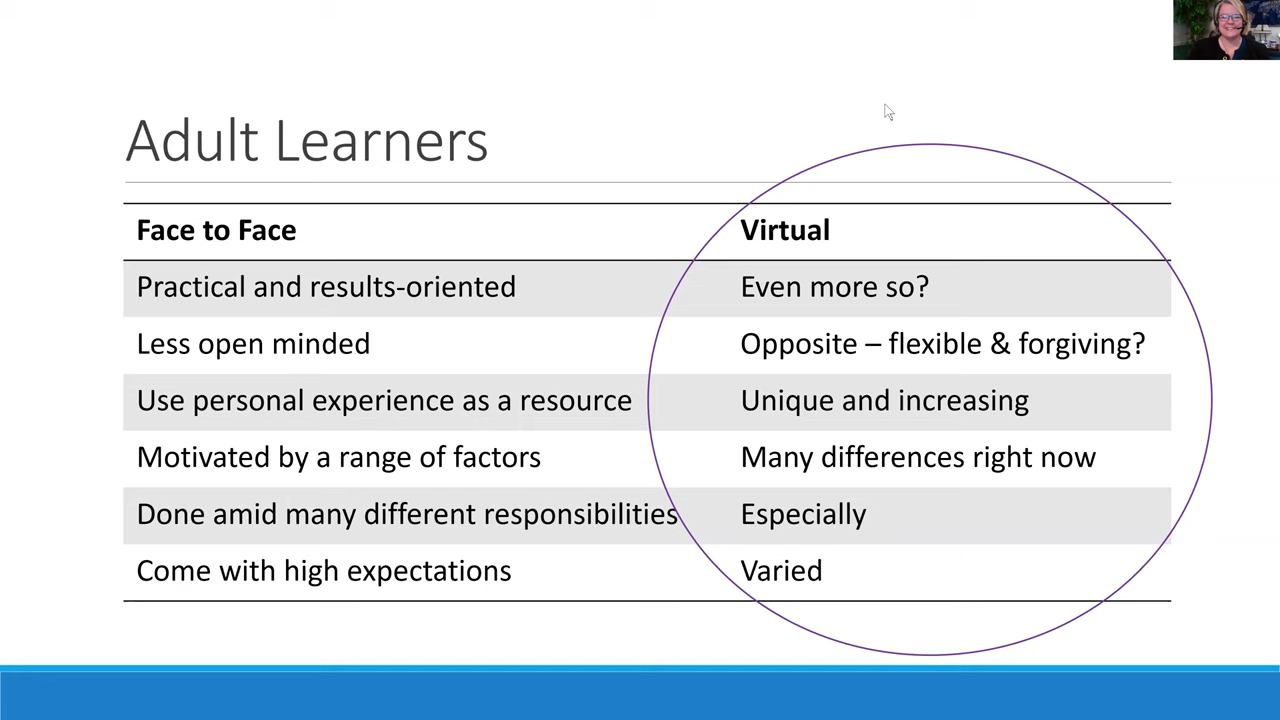 Adult Learners
Face to Face Virtual
Practical and results-oriented Even more so?
Less open minded Opposite – flexible & forgiving?
Use personal experience as a resource Unique and increasing
Motivated by a range of factors Many differences right now
Done amid many different responsibilities Especially
Come with high expectations Varied